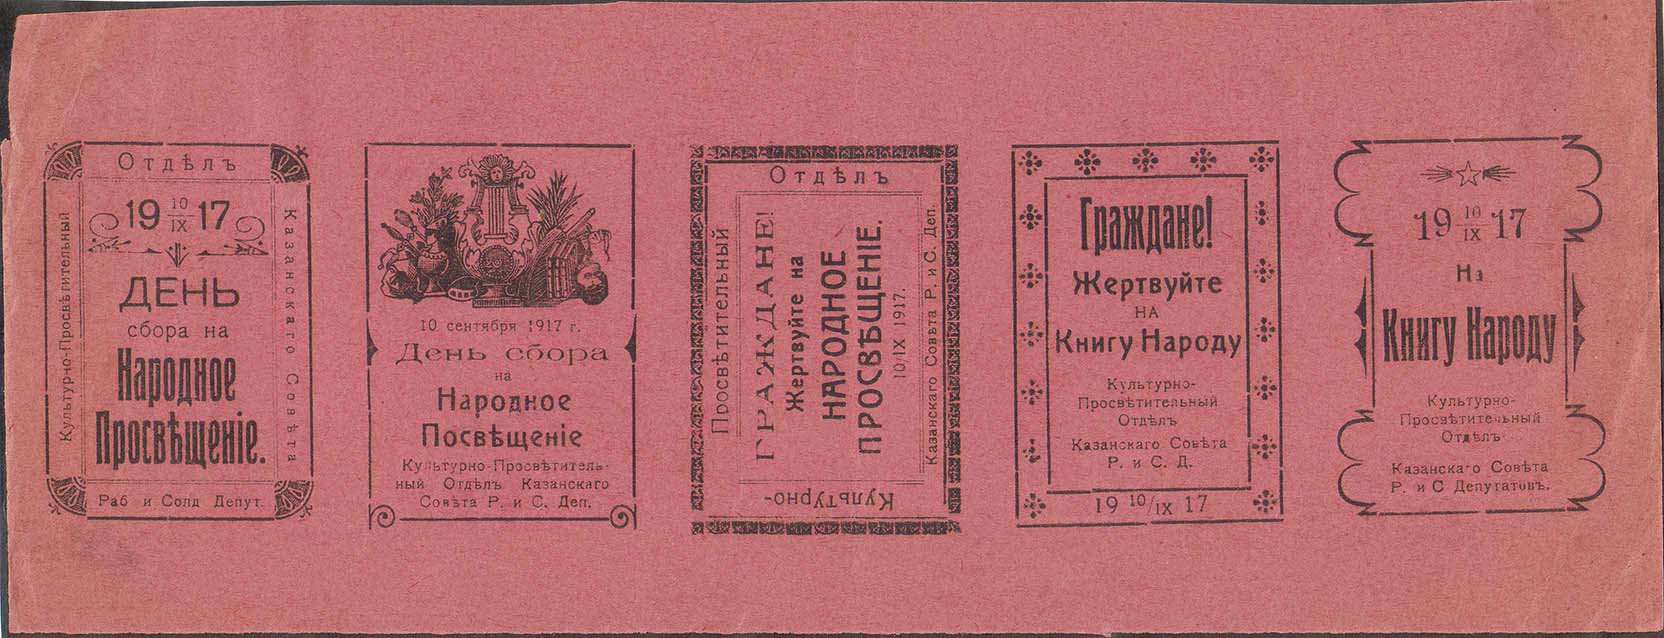 Отдѣлъ
Культурно-Просвѣтительный
Казанскаго Совѣта
19 10/IX 17
ДЕНЬ
сбора на
Народное
Просвѣщеніе.
Раб и Солд Депут.
10 сентября 1917 г.
День сбора
на
Народное
Посвѣщеніе
Культурно-Просвѣтитель-
ный Отдѣлъ Казанскаго
Совѣта Р. и С. Деп.
Культурно-
Просвѣтительный
Отдѣлъ
Казанскаго Совѣта Р. и С. Деп.
ГРАЖДАНЕ!
Жертвуйте на
НАРОДНОЕ
ПРОСВѢЩЕНІЕ.
10/IX 1917.
Граждане!
Жертвуйте
НА
Книгу Народу
Культурно-
Просвѣтительный
Отдѣлъ
Казанскаго Совѣта
Р. и С. Д.
19 10/IX 17
19 10/IX 17
На
Книгу Народу
Культурно-
Просвѣтительный
Отдѣлъ
Казанскаго Совѣта
Р. и С Депутатовъ.